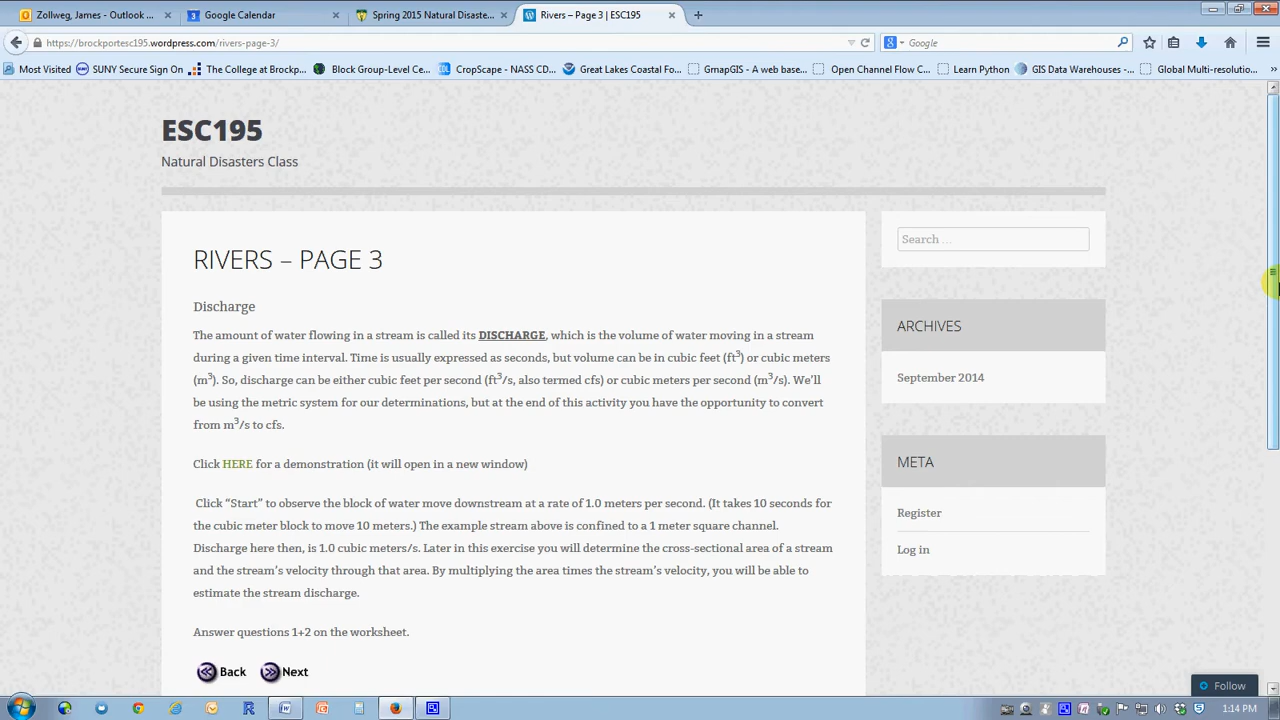 Zollweg, James - Outlook ...
Google Calendar
Spring 2015 Natural Disaste...
Rivers – Page 3 | ESC195
https://brockportesc195.wordpress.com/rivers-page-3/
Google
Most Visited
SUNY Secure Sign On
The College at Brockp...
Block Group-Level Ce...
CropScape - NASS CD...
Great Lakes Coastal Fo...
GmapGIS - A web base...
Open Channel Flow C...
Learn Python
GIS Data Warehouses -...
Global Multi-resolutio...
ESC195
Natural Disasters Class
RIVERS – PAGE 3
Discharge
The amount of water flowing in a stream is called its DISCHARGE, which is the volume of water moving in a stream
during a given time interval. Time is usually expressed as seconds, but volume can be in cubic feet (ft³) or cubic meters
(m³). So, discharge can be either cubic feet per second (ft³/s, also termed cfs) or cubic meters per second (m³/s). We'll
be using the metric system for our determinations, but at the end of this activity you have the opportunity to convert
from m³/s to cfs.
Click HERE for a demonstration (it will open in a new window)
Click “Start” to observe the block of water move downstream at a rate of 1.0 meters per second. (It takes 10 seconds for
the cubic meter block to move 10 meters.) The example stream above is confined to a 1 meter square channel.
Discharge here then, is 1.0 cubic meters/s. Later in this exercise you will determine the cross-sectional area of a stream
and the stream's velocity through that area. By multiplying the area times the stream's velocity, you will be able to
estimate the stream discharge.
Answer questions 1+2 on the worksheet.
Back
Next
Search …
ARCHIVES
September 2014
META
Register
Log in
Follow
1:14 PM